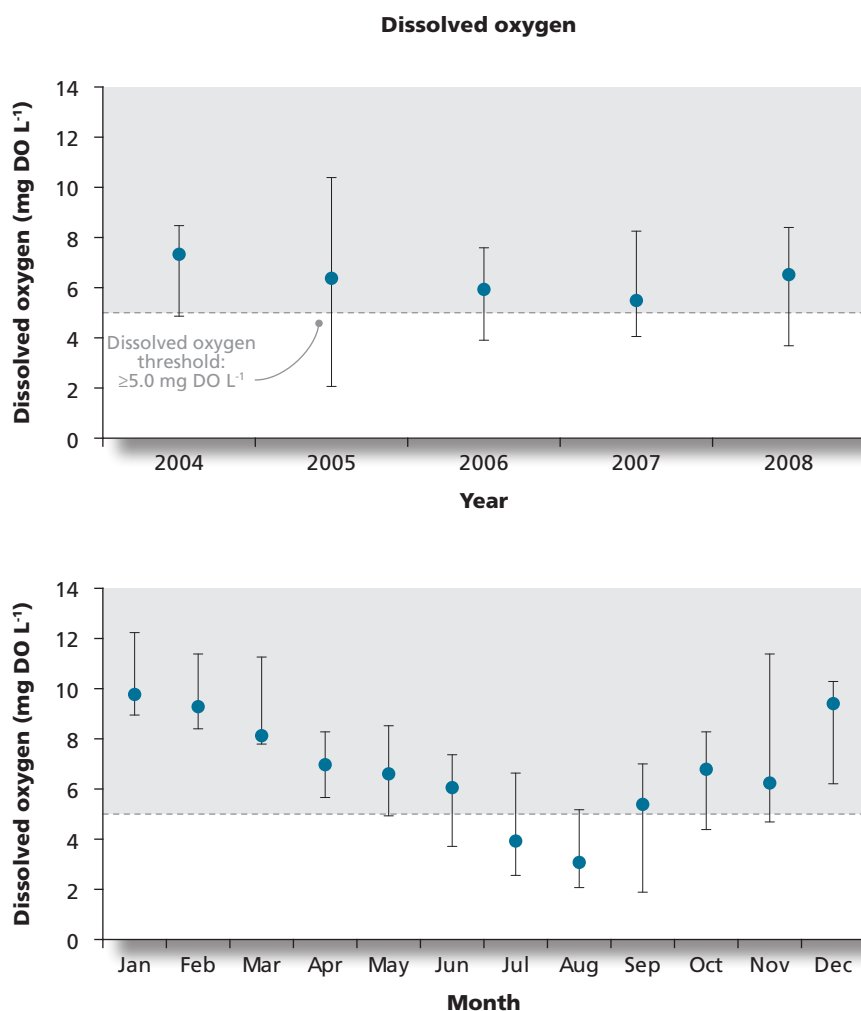 Dissolved oxygen
Dissolved oxygen (mg DO L⁻¹)
14
12
10
8
6
4
2
0
Dissolved oxygen
threshold:
≥5.0 mg DO L⁻¹
2004 2005 2006 2007 2008
Year
Dissolved oxygen (mg DO L⁻¹)
14
12
10
8
6
4
2
0
Jan Feb Mar Apr May Jun Jul Aug Sep Oct Nov Dec
Month